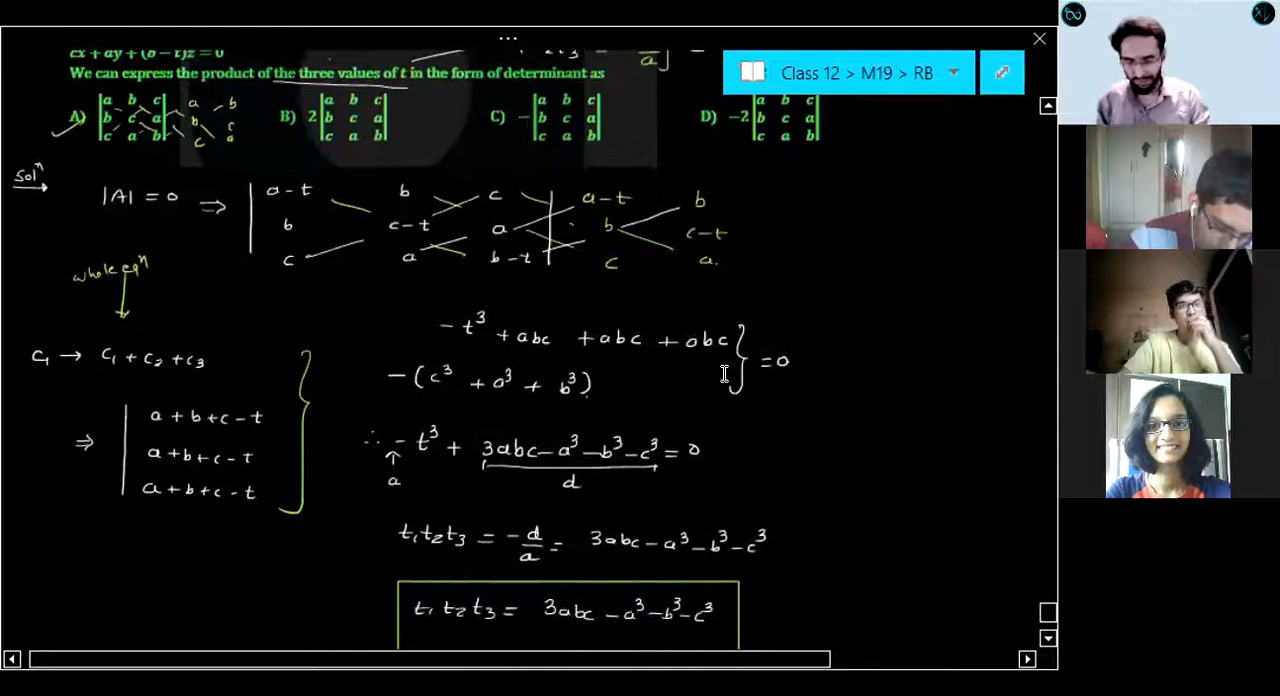 cx + ay + (b − t)z = 0
We can express the product of the three values of t in the form of determinant as
Class 12 > M19 > RB
A) |a b c| B) 2 |a b c| C) − |a b c| D) −2 |a b c|
|b c a| |b c a| |b c a| |b c a|
|c a b| |c a b| |c a b| |c a b|
a b
b c
c a
Solⁿ
|A| = 0 ⇒ | a-t b c | a-t b
b c-t a b c-t
c a b-t c a.
whole eqⁿ
- t³ + abc + abc + abc } = 0
- (c³ + a³ + b³)
C₁ → C₁ + C₂ + C₃
∴ - t³ + 3abc - a³ - b³ - c³ = 0
a d
⇒ | a + b + c - t
a + b + c - t
a + b + c - t
t₁t₂t₃ = - d/a = 3abc - a³ - b³ - c³
t₁ t₂ t₃ = 3abc - a³ - b³ - c³